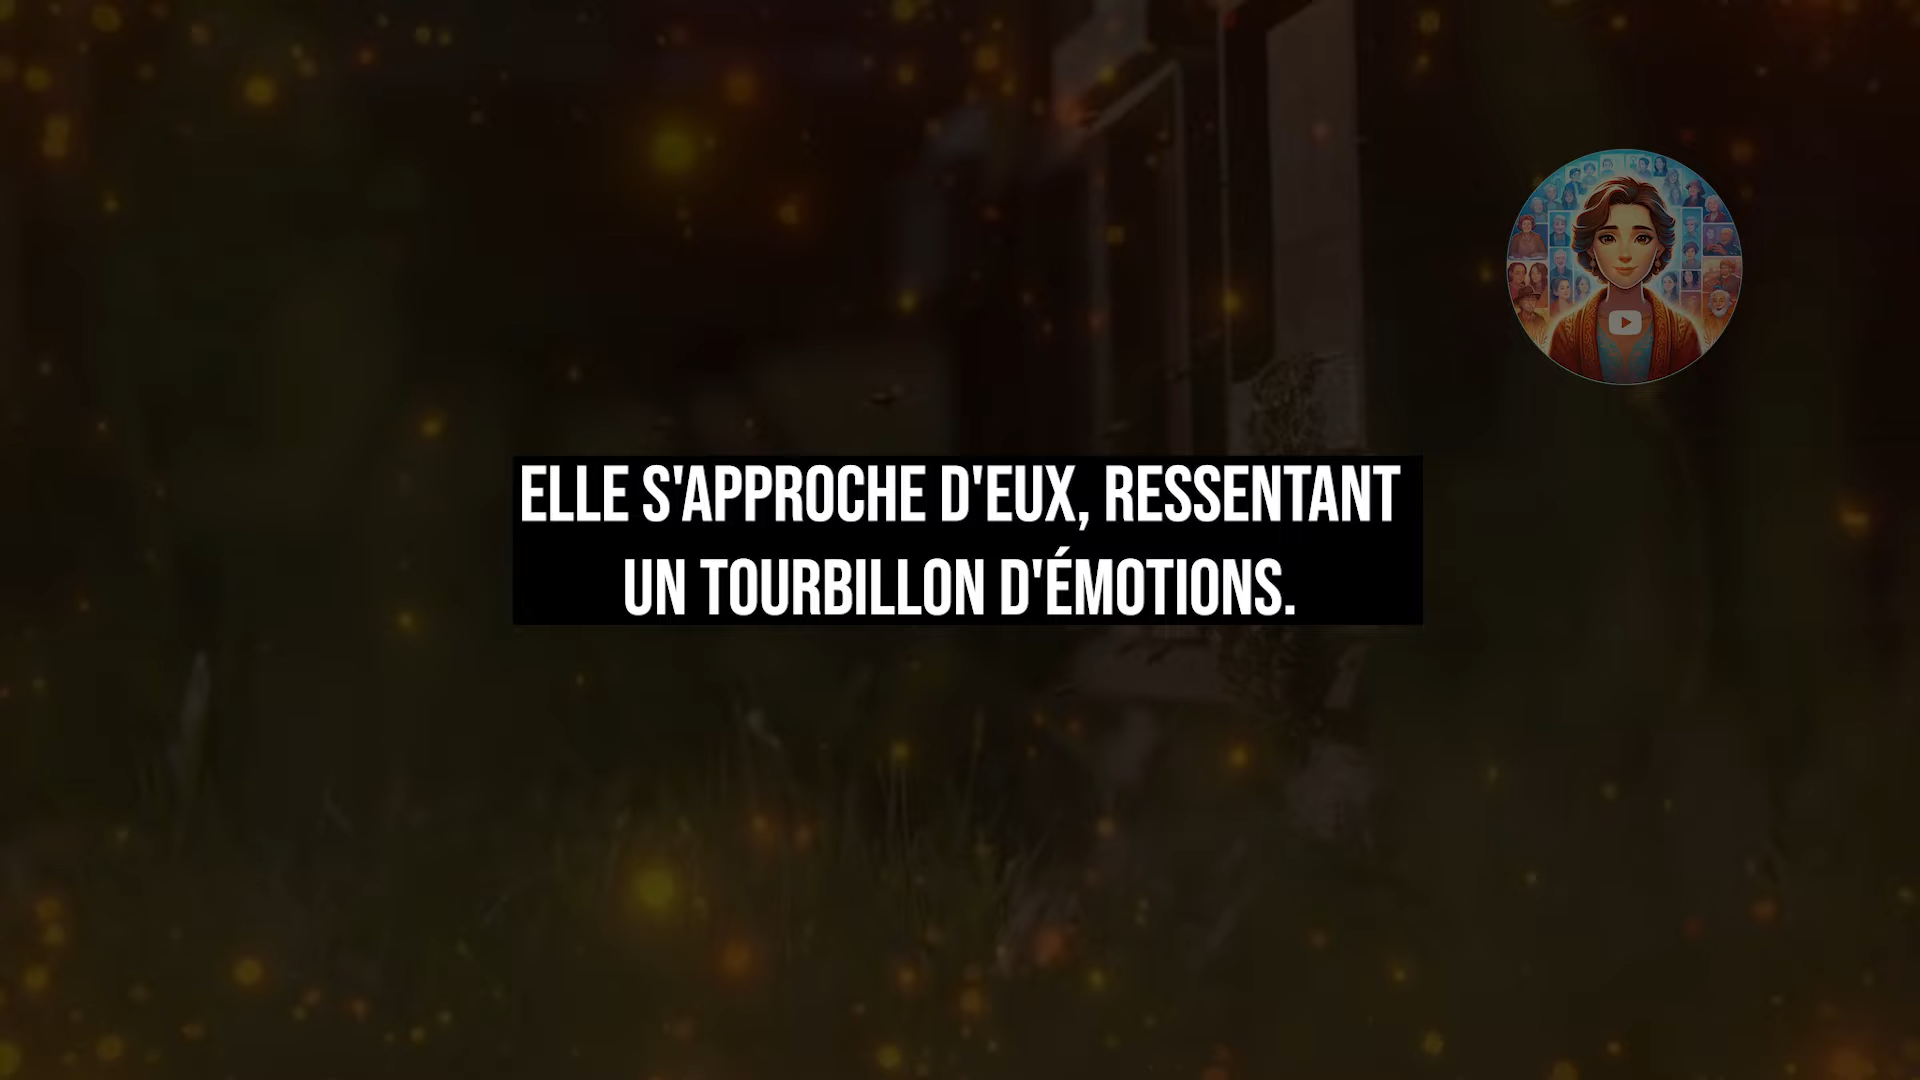 ELLE S'APPROCHE D'EUX, RESSENTANT
UN TOURBILLON D'ÉMOTIONS.